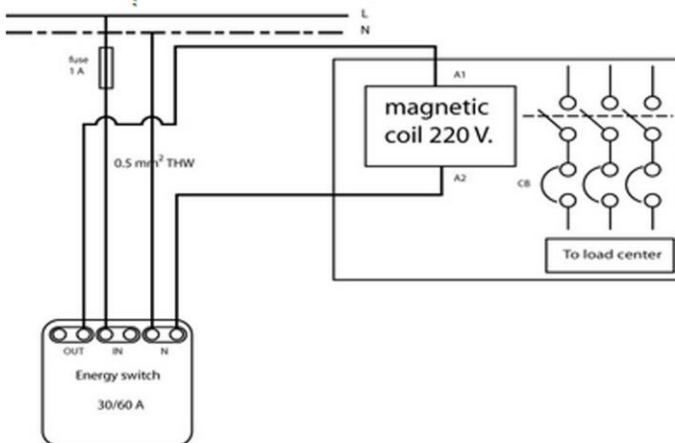 L
N
fuse
1 A
A1
magnetic
coil 220 V.
0.5 mm² THW
A2
CB
To load center
OUT IN N
Energy switch
30/60 A